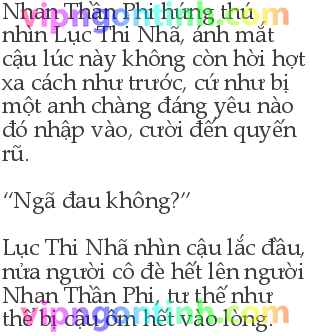 Nhan Thần Phi hứng thú
nhìn Lục Thi Nhã, ánh mắt
cậu lúc này không còn hời hợt
xa cách như trước, cứ như bị
một anh chàng đáng yêu nào
đó nhập vào, cười đến quyến
rũ.
“Ngã đau không?”
Lục Thi Nhã nhìn cậu lắc đầu,
nửa người cô đè hết lên người
Nhan Thần Phi, tư thế như
thể bị cậu ôm hết vào lòng.
vipngontinh.com
vipngontinh.com